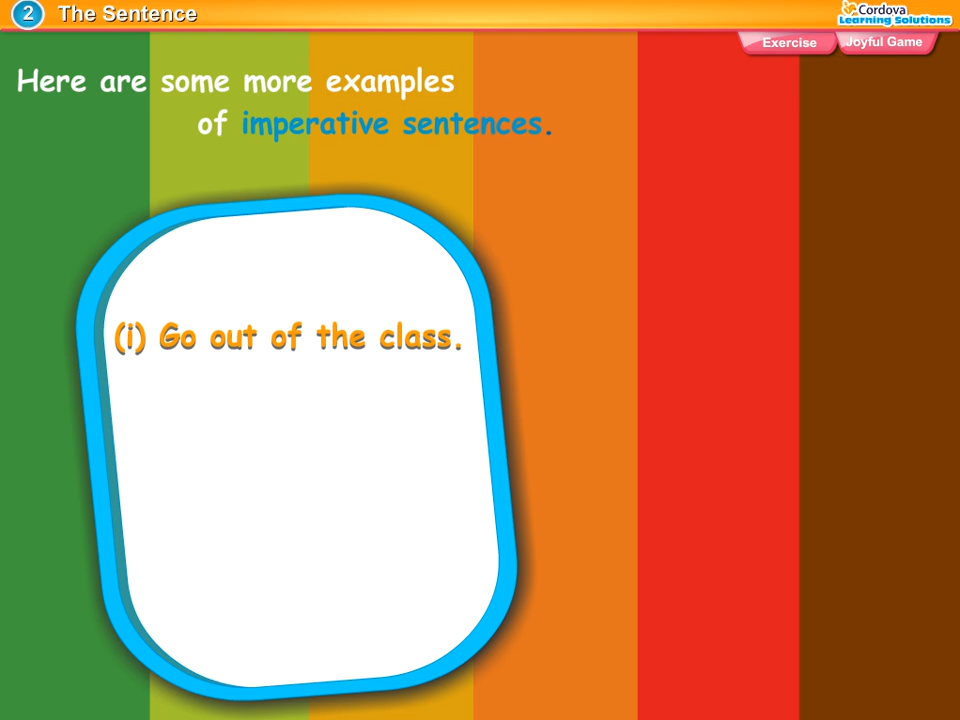 2 The Sentence
Cordova
Learning Solutions
Exercise
Joyful Game
Here are some more examples
of imperative sentences.
(i) Go out of the class.